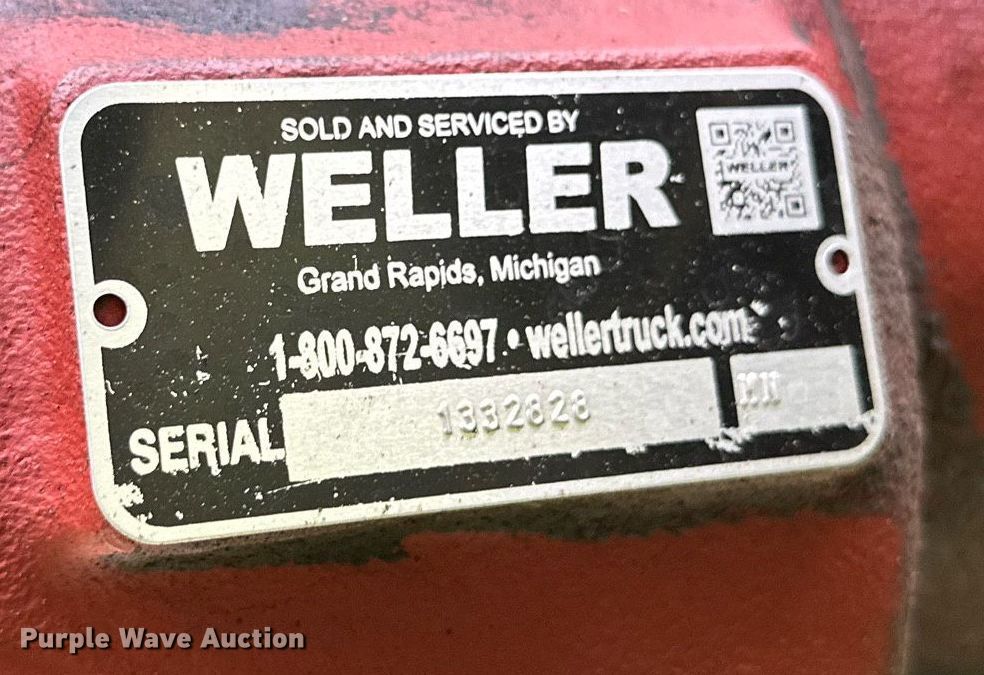 SOLD AND SERVICED BY
WELLER
WELLER
Grand Rapids, Michigan
1-800-872-6697 • wellertruck.com
SERIAL 1332828
Purple Wave Auction